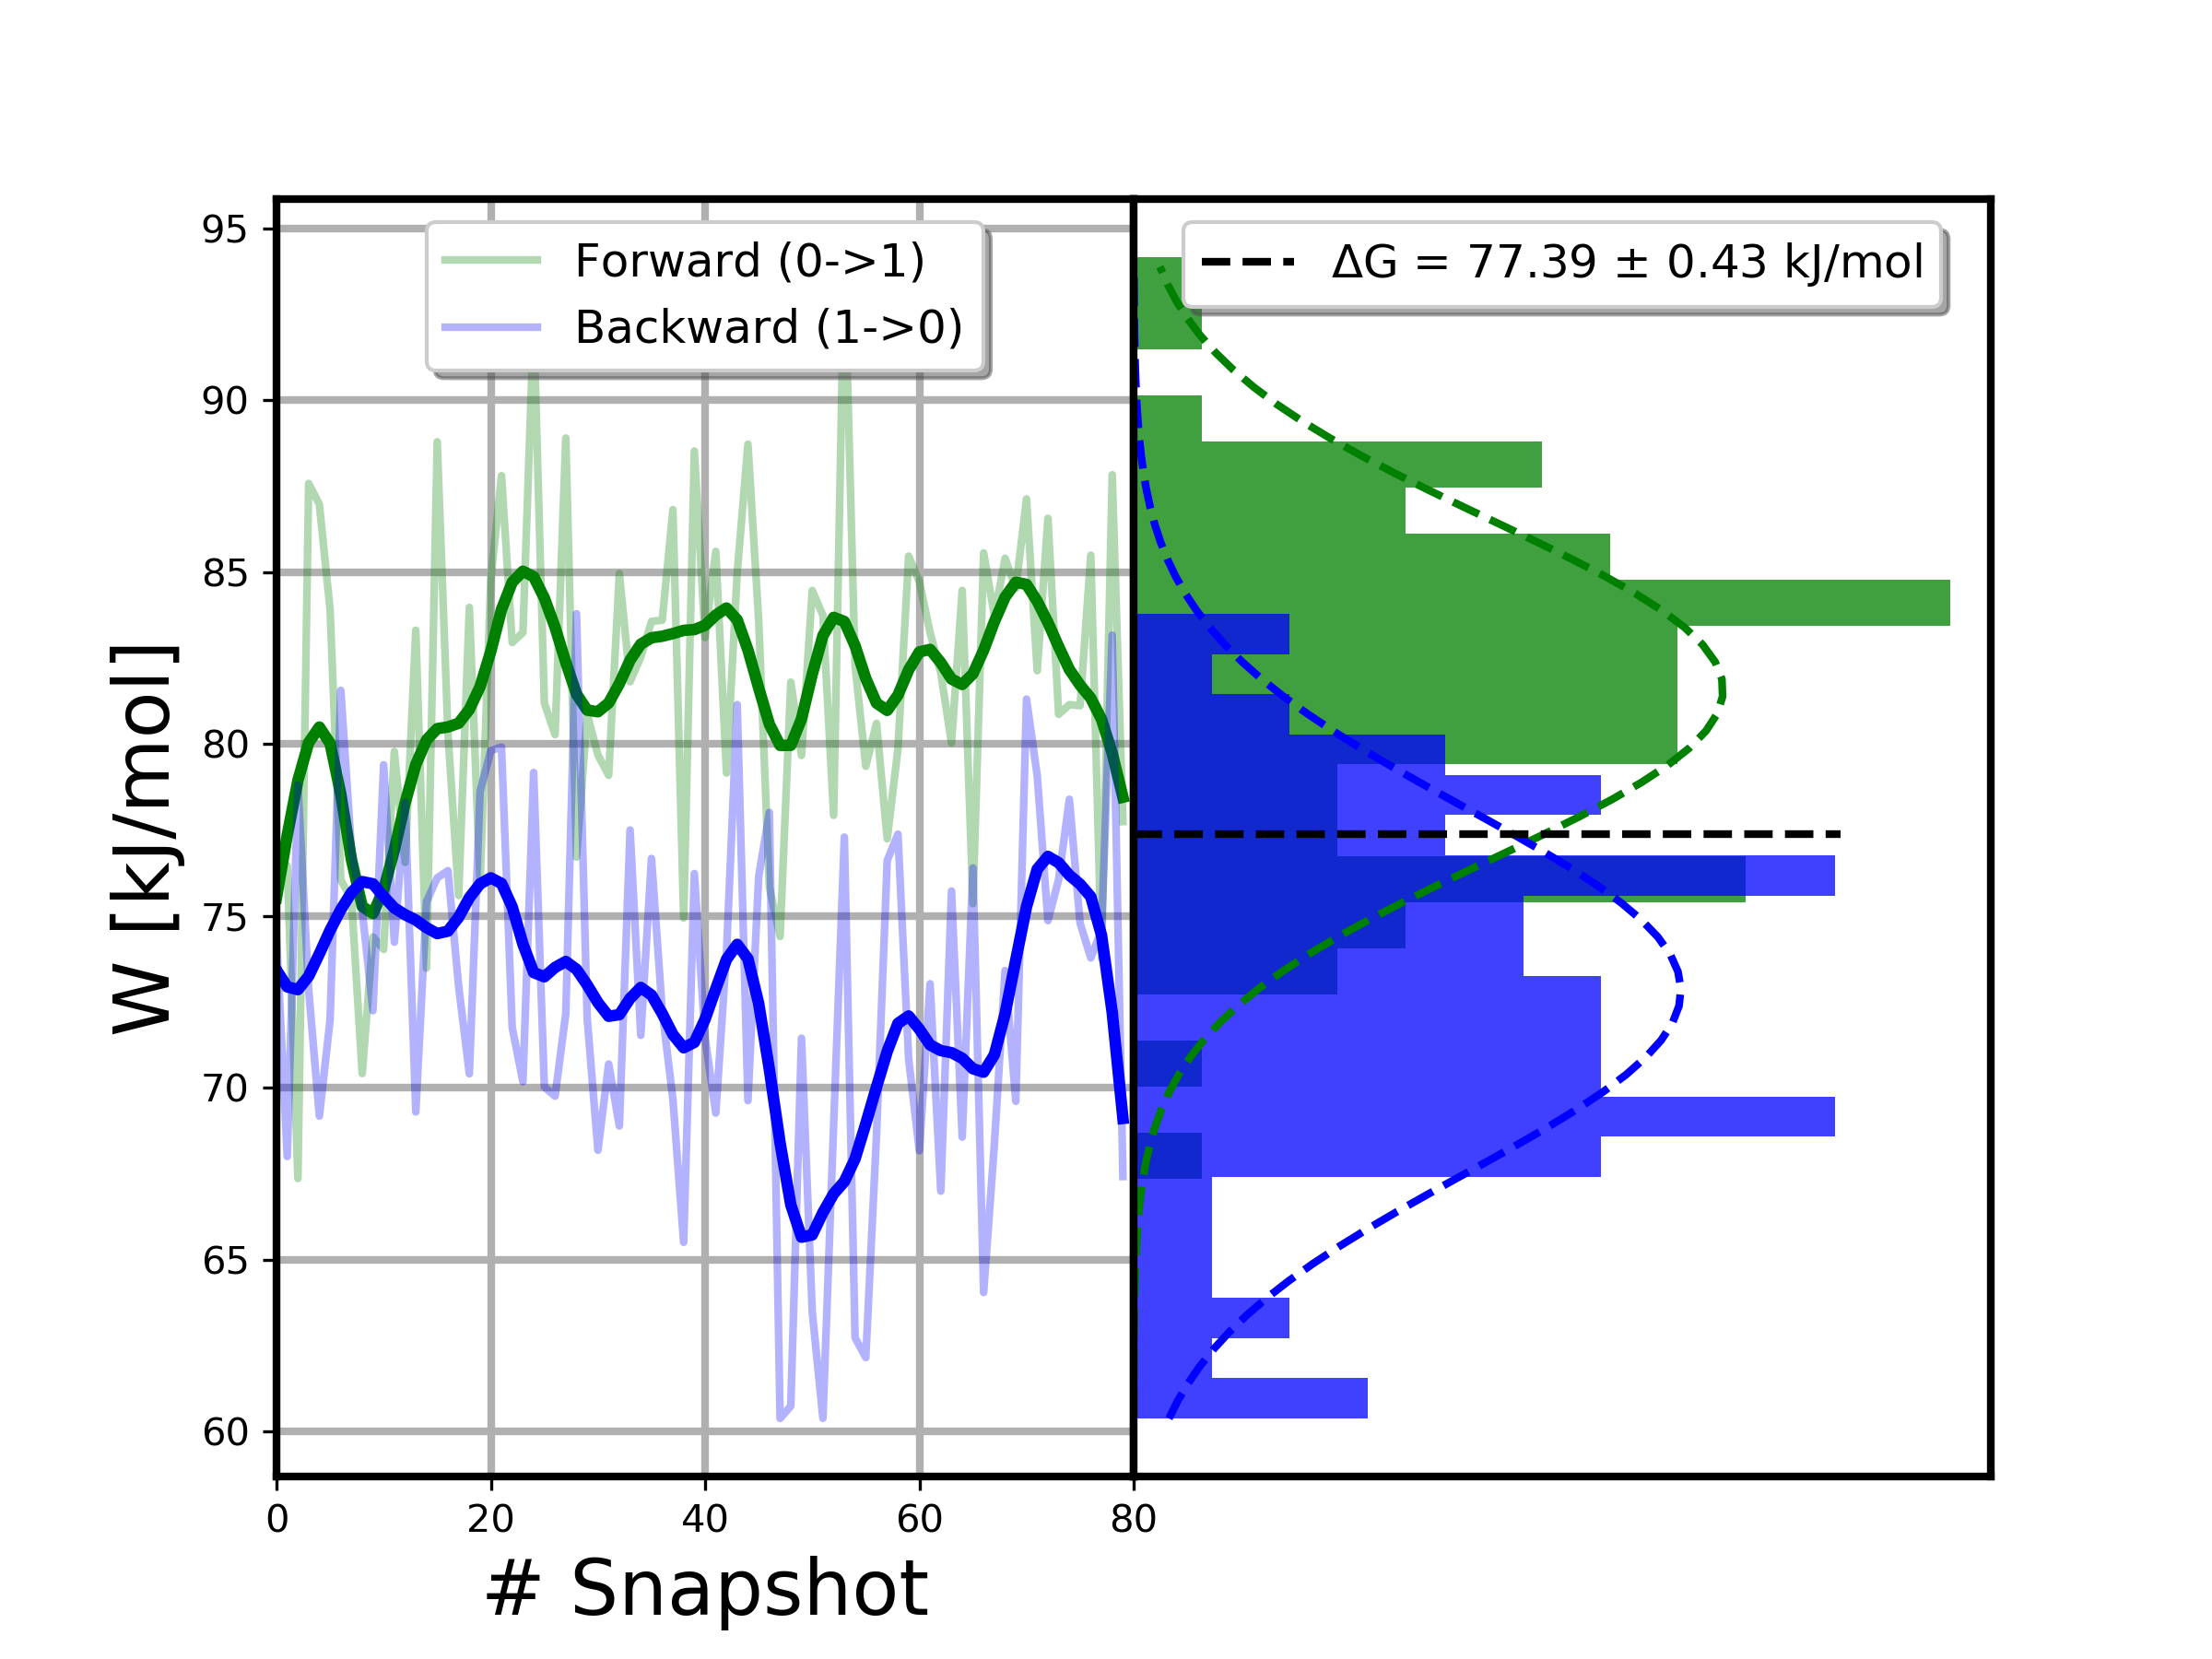 Forward (0->1)
Backward (1->0)
ΔG = 77.39 ± 0.43 kJ/mol
W [kJ/mol]
95
90
85
80
75
70
65
60
0 20 40 60 80
# Snapshot